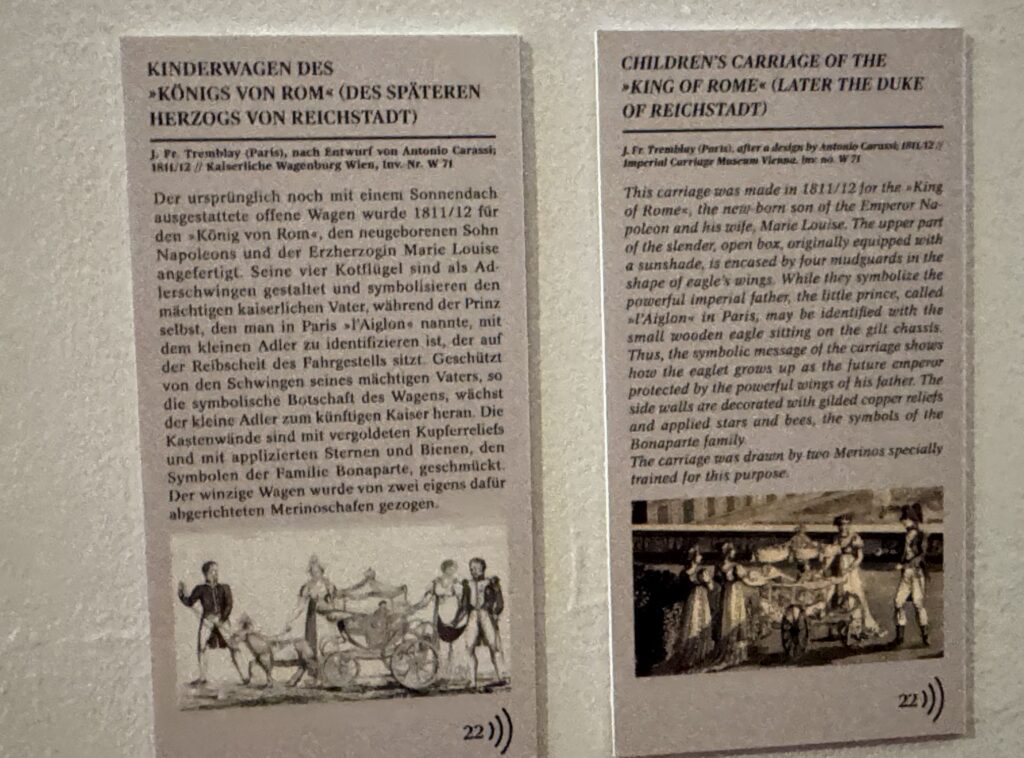 KINDERWAGEN DES
»KÖNIGS VON ROM« (DES SPÄTEREN
HERZOGS VON REICHSTADT)
J. Fr. Tremblay (Paris), nach Entwurf von Antonio Carassi;
1811/12 // Kaiserliche Wagenburg Wien, Inv. Nr. W 71
Der ursprünglich noch mit einem Sonnendach
ausgestattete offene Wagen wurde 1811/12 für
den »König von Rom«, den neugeborenen Sohn
Napoleons und der Erzherzogin Marie Louise
angefertigt. Seine vier Kotflügel sind als Ad-
lerschwingen gestaltet und symbolisieren den
mächtigen kaiserlichen Vater, während der Prinz
selbst, den man in Paris »l'Aiglon« nannte, mit
dem kleinen Adler zu identifizieren ist, der auf
der Reibscheit des Fahrgestells sitzt. Geschützt
von den Schwingen seines mächtigen Vaters, so
die symbolische Botschaft des Wagens, wächst
der kleine Adler zum künftigen Kaiser heran. Die
Kastenwände sind mit vergoldeten Kupferreliefs
und mit applizierten Sternen und Bienen, den
Symbolen der Familie Bonaparte, geschmückt.
Der winzige Wagen wurde von zwei eigens dafür
abgerichteten Merinoschafen gezogen.
22
CHILDREN'S CARRIAGE OF THE
»KING OF ROME« (LATER THE DUKE
OF REICHSTADT)
J. Fr. Tremblay (Paris), after a design by Antonio Carassi; 1811/12 //
Imperial Carriage Museum Vienna, Inv. no. W 71
This carriage was made in 1811/12 for the »King
of Rome«, the new-born son of the Emperor Na-
poleon and his wife, Marie Louise. The upper part
of the slender, open box, originally equipped with
a sunshade, is encased by four mudguards in the
shape of eagle's wings. While they symbolize the
powerful imperial father, the little prince, called
»l'Aiglon« in Paris, may be identified with the
small wooden eagle sitting on the gilt chassis.
Thus, the symbolic message of the carriage shows
how the eaglet grows up as the future emperor
protected by the powerful wings of his father. The
side walls are decorated with gilded copper reliefs
and applied stars and bees, the symbols of the
Bonaparte family.
The carriage was drawn by two Merinos specially
trained for this purpose.
22